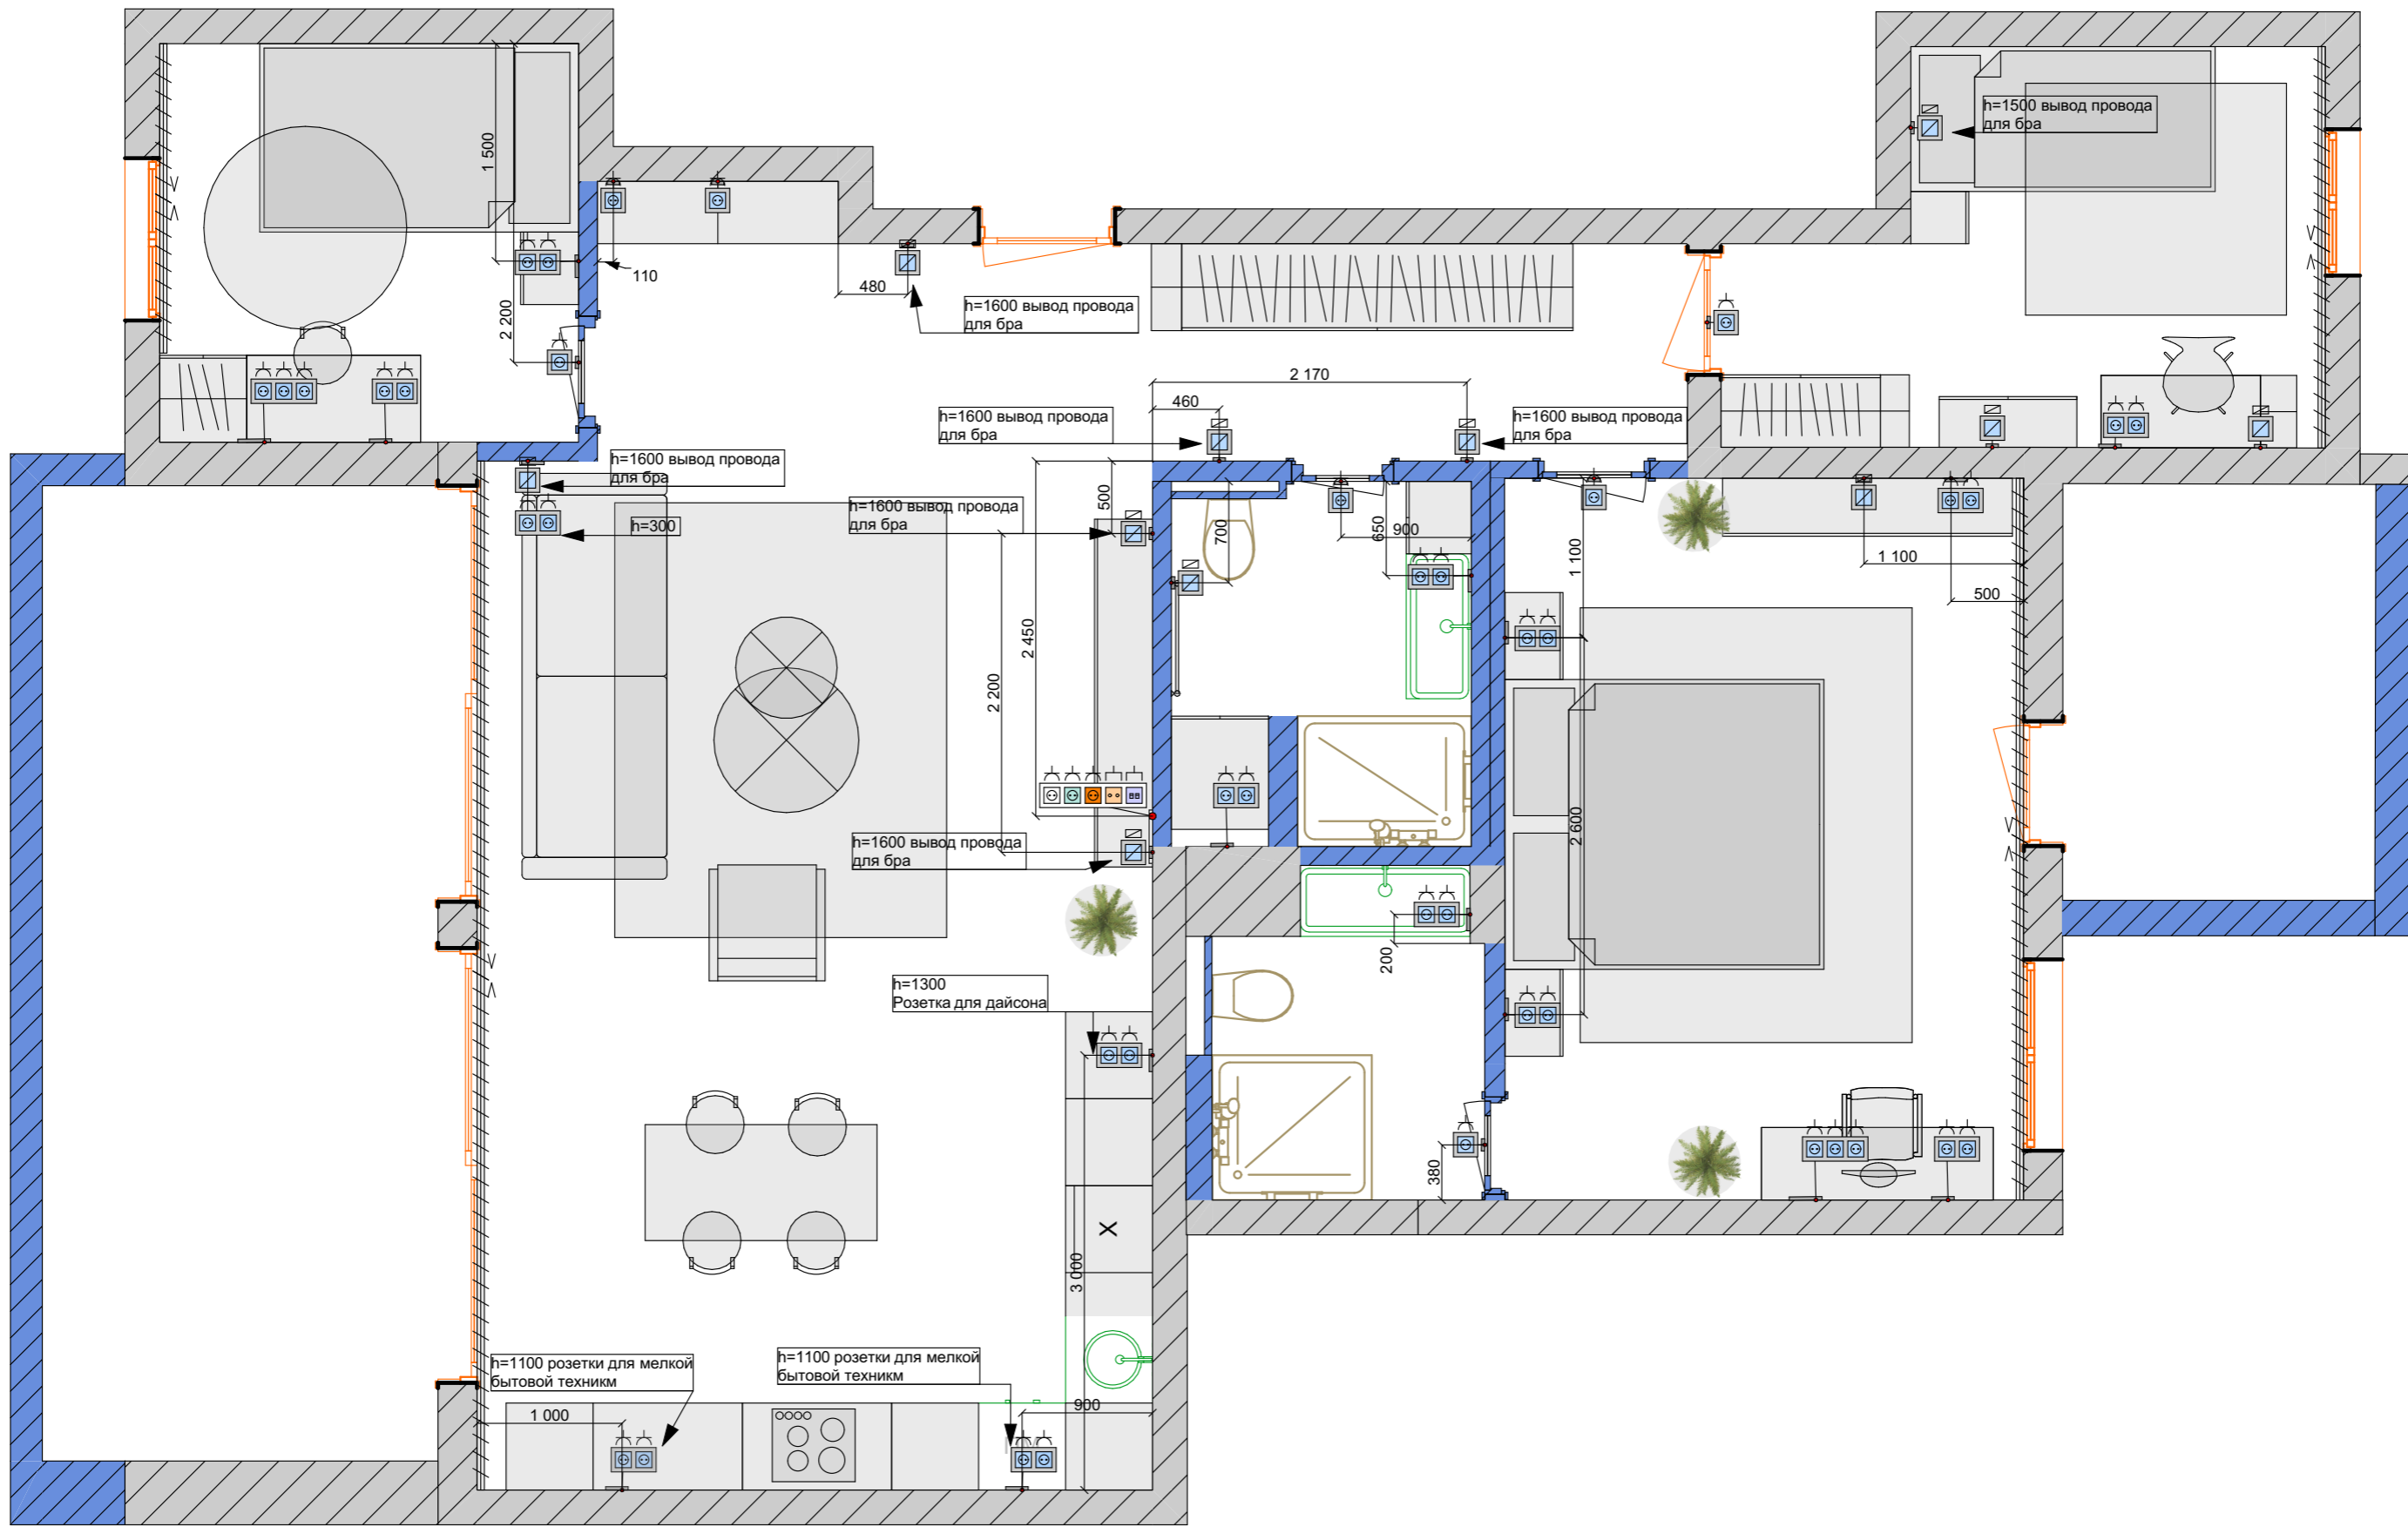 1 500
2 200
110
480
h=1600 вывод провода
для бра
h=1500 вывод провода
для бра
2 170
460
h=1600 вывод провода
для бра
h=1600 вывод провода
для бра
h=1600 вывод провода
для бра
h=300
500
h=1600 вывод провода
для бра
700
650
900
1 100
1 100
500
2 450
2 200
h=1600 вывод провода
для бра
2 600
200
h=1300
Розетка для дайсона
380
X
3 000
h=1100 розетки для мелкой
бытовой техникм
h=1100 розетки для мелкой
бытовой техникм
1 000
900